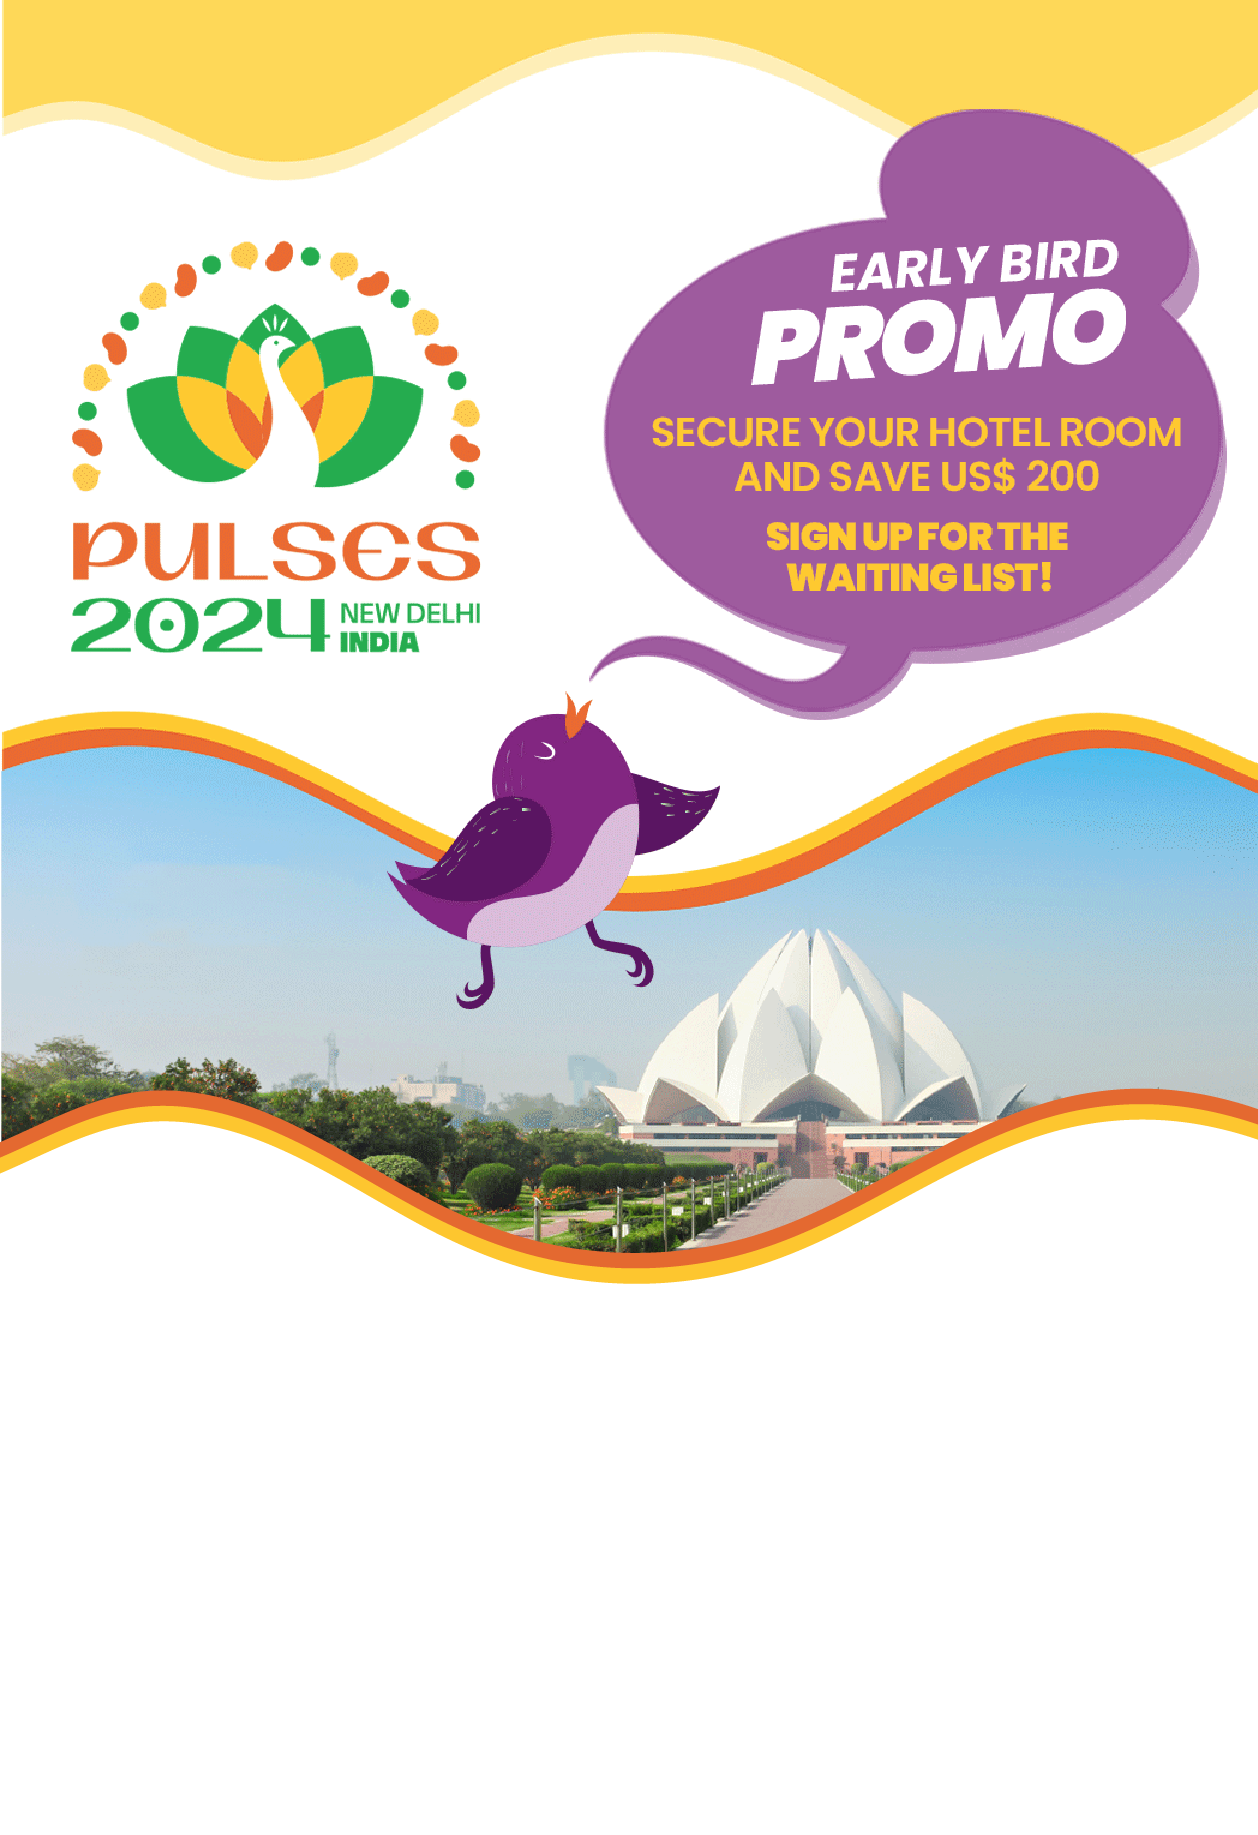 EARLY BIRD
PROMO
SECURE YOUR HOTEL ROOM
AND SAVE US$ 200
SIGN UP FOR THE
WAITING LIST!
PULSES
2024 NEW DELHI
INDIA